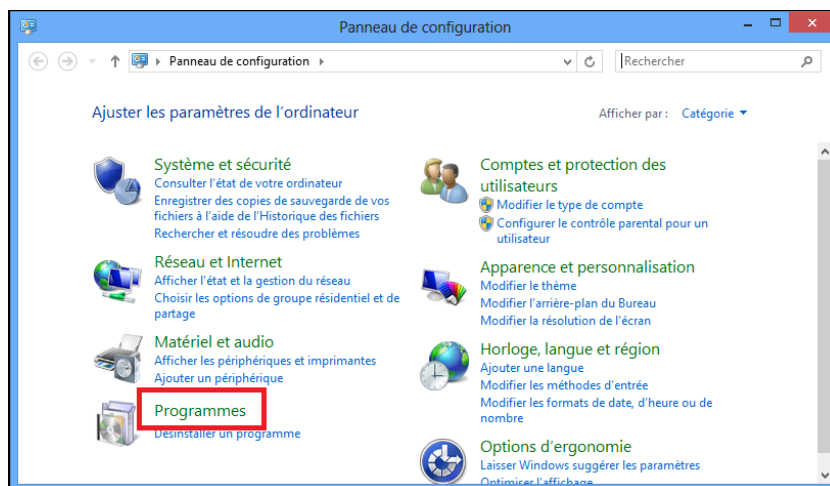 Panneau de configuration
Panneau de configuration
Rechercher
Ajuster les paramètres de l'ordinateur
Afficher par : Catégorie
Système et sécurité
Consulter l'état de votre ordinateur
Enregistrer des copies de sauvegarde de vos
fichiers à l'aide de l'Historique des fichiers
Rechercher et résoudre des problèmes
Réseau et Internet
Afficher l'état et la gestion du réseau
Choisir les options de groupe résidentiel et de
partage
Matériel et audio
Afficher les périphériques et imprimantes
Ajouter un périphérique
Programmes
Désinstaller un programme
Comptes et protection des
utilisateurs
Modifier le type de compte
Configurer le contrôle parental pour un
utilisateur
Apparence et personnalisation
Modifier le thème
Modifier l'arrière-plan du Bureau
Modifier la résolution de l'écran
Horloge, langue et région
Ajouter une langue
Modifier les méthodes d'entrée
Modifier les formats de date, d'heure ou de
nombre
Options d'ergonomie
Laisser Windows suggérer les paramètres
Optimiser l'affichage